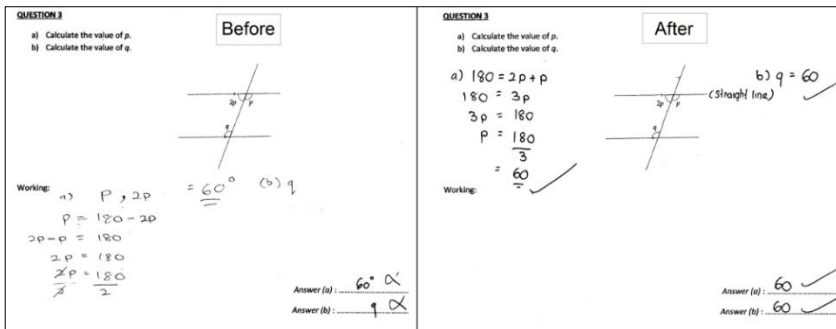 QUESTION 3
Before
a) Calculate the value of p.
b) Calculate the value of q.
2p p
q
Working:
a) P , 2P = 60° (b) q
P = 180 - 2P
2P - P = 180
2P = 180
2P = 180
2 2
Answer (a) : 60°
Answer (b) : q
QUESTION 3
After
a) Calculate the value of p.
b) Calculate the value of q.
a) 180 = 2p + p
180 = 3p
3p = 180
p = 180
3
= 60
b) q = 60
(straight line)
2p p
q
Working:
Answer (a) : 60
Answer (b) : 60